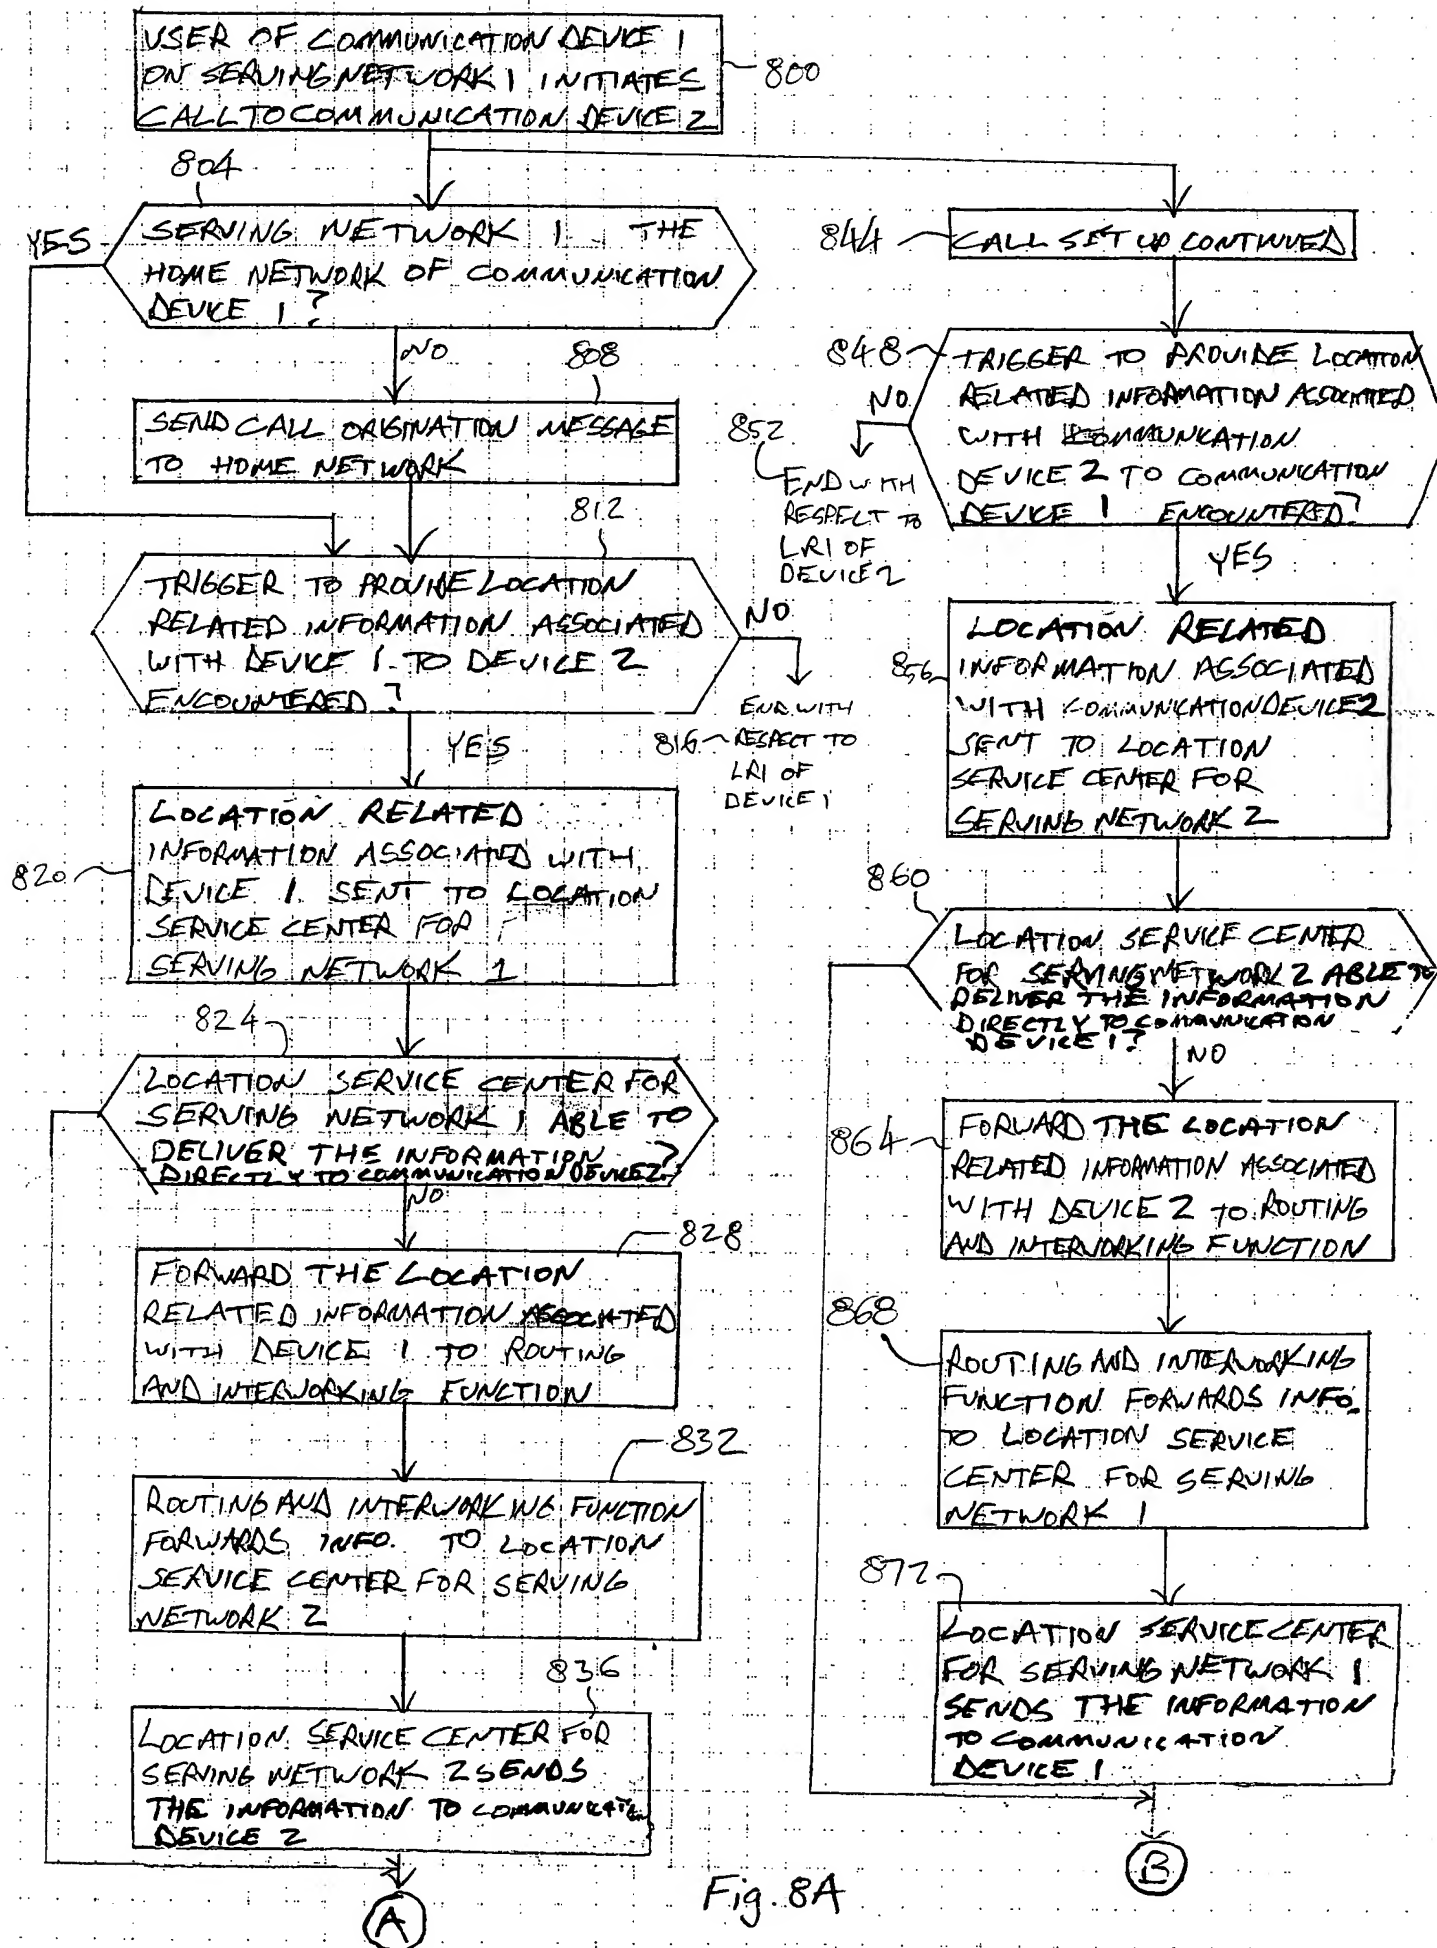 USER OF COMMUNICATION DEVICE 1
ON SERVING NETWORK 1 INITIATES
CALL TO COMMUNICATION DEVICE 2
800
804
YES
SERVING NETWORK 1 THE
HOME NETWORK OF COMMUNICATION
DEVICE 1?
NO
808
SEND CALL ORIGINATION MESSAGE
TO HOME NETWORK
812
TRIGGER TO PROVIDE LOCATION
RELATED INFORMATION ASSOCIATED
WITH DEVICE 1 TO DEVICE 2
ENCOUNTERED?
NO
816
END WITH
RESPECT TO
LRI OF
DEVICE 1
YES
820
LOCATION RELATED
INFORMATION ASSOCIATED WITH
DEVICE 1 SENT TO LOCATION
SERVICE CENTER FOR
SERVING NETWORK 1
824
LOCATION SERVICE CENTER FOR
SERVING NETWORK 1 ABLE TO
DELIVER THE INFORMATION
DIRECTLY TO COMMUNICATION DEVICE 2?
NO
828
FORWARD THE LOCATION
RELATED INFORMATION ASSOCIATED
WITH DEVICE 1 TO ROUTING
AND INTERWORKING FUNCTION
832
ROUTING AND INTERWORKING FUNCTION
FORWARDS INFO. TO LOCATION
SERVICE CENTER FOR SERVING
NETWORK 2
836
LOCATION SERVICE CENTER FOR
SERVING NETWORK 2 SENDS
THE INFORMATION TO
DEVICE 2
A
844
CALL SET UP CONTINUED
848
TRIGGER TO PROVIDE LOCATION
RELATED INFORMATION ASSOCIATED
WITH COMMUNICATION
DEVICE 2 TO COMMUNICATION
DEVICE 1 ENCOUNTERED?
NO
852
END WITH
RESPECT TO
LRI OF
DEVICE 2
YES
856
LOCATION RELATED
INFORMATION ASSOCIATED
WITH COMMUNICATION DEVICE 2
SENT TO LOCATION
SERVICE CENTER FOR
SERVING NETWORK 2
860
LOCATION SERVICE CENTER
FOR SERVING NETWORK 2 ABLE TO
DELIVER THE INFORMATION
DIRECTLY TO COMMUNICATION
DEVICE 1?
NO
864
FORWARD THE LOCATION
RELATED INFORMATION ASSOCIATED
WITH DEVICE 2 TO ROUTING
AND INTERWORKING FUNCTION
868
ROUTING AND INTERWORKING
FUNCTION FORWARDS INFO.
TO LOCATION SERVICE
CENTER FOR SERVING
NETWORK 1
872
LOCATION SERVICE CENTER
FOR SERVING NETWORK 1
SENDS THE INFORMATION
TO COMMUNICATION
DEVICE 1
B
Fig. 8A